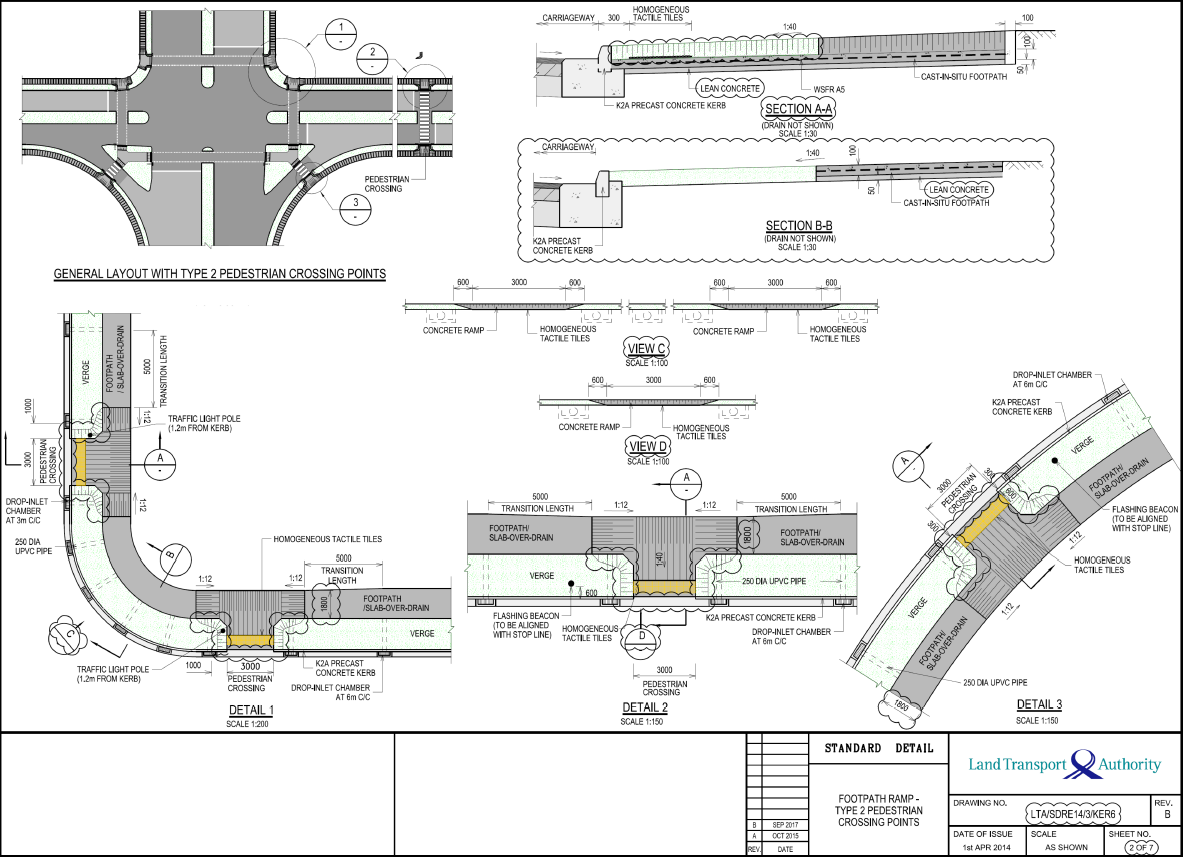 1
-
2
-
3
-
PEDESTRIAN
CROSSING
GENERAL LAYOUT WITH TYPE 2 PEDESTRIAN CROSSING POINTS
CARRIAGEWAY
300
HOMOGENEOUS
TACTILE TILES
1:40
100
100
50
LEAN CONCRETE
WSFR A5
CAST-IN-SITU FOOTPATH
K2A PRECAST CONCRETE KERB
SECTION A-A
(DRAIN NOT SHOWN)
SCALE 1:30
CARRIAGEWAY
1:40
100
50
LEAN CONCRETE
CAST-IN-SITU FOOTPATH
K2A PRECAST
CONCRETE KERB
SECTION B-B
(DRAIN NOT SHOWN)
SCALE 1:30
600
3000
600
600
3000
600
CONCRETE RAMP
HOMOGENEOUS
TACTILE TILES
CONCRETE RAMP
HOMOGENEOUS
TACTILE TILES
VIEW C
SCALE 1:100
600
3000
600
CONCRETE RAMP
HOMOGENEOUS
TACTILE TILES
VIEW D
SCALE 1:100
VERGE
FOOTPATH
/ SLAB-OVER-DRAIN
5000
TRANSITION LENGTH
1000
1:12
TRAFFIC LIGHT POLE
(1.2m FROM KERB)
3000
PEDESTRIAN
CROSSING
A
-
DROP-INLET
CHAMBER
AT 3m C/C
1:12
250 DIA
UPVC PIPE
B
HOMOGENEOUS TACTILE TILES
5000
TRANSITION
LENGTH
1:12
1:12
1800
FOOTPATH
/SLAB-OVER-DRAIN
VERGE
C
TRAFFIC LIGHT POLE
(1.2m FROM KERB)
1000
3000
PEDESTRIAN
CROSSING
K2A PRECAST
CONCRETE KERB
DROP-INLET CHAMBER
AT 6m C/C
DETAIL 1
SCALE 1:200
A
-
5000
TRANSITION LENGTH
1:12
1:12
5000
TRANSITION LENGTH
FOOTPATH/
SLAB-OVER-DRAIN
1:40
1800
FOOTPATH/
SLAB-OVER-DRAIN
VERGE
600
250 DIA UPVC PIPE
FLASHING BEACON
(TO BE ALIGNED
WITH STOP LINE)
HOMOGENEOUS
TACTILE TILES
D
-
K2A PRECAST CONCRETE KERB
DROP-INLET CHAMBER
AT 6m C/C
3000
PEDESTRIAN
CROSSING
DETAIL 2
SCALE 1:150
DROP-INLET CHAMBER
AT 6m C/C
K2A PRECAST
CONCRETE KERB
VERGE
A
-
3000
PEDESTRIAN
CROSSING
300
600
300
FOOTPATH/
SLAB-OVER-DRAIN
FLASHING BEACON
(TO BE ALIGNED
WITH STOP LINE)
1:12
HOMOGENEOUS
TACTILE TILES
1:12
VERGE
FOOTPATH/
SLAB-OVER-DRAIN
250 DIA UPVC PIPE
1800
DETAIL 3
SCALE 1:150
B SEP 2017
A OCT 2015
REV. DATE
STANDARD DETAIL
FOOTPATH RAMP -
TYPE 2 PEDESTRIAN
CROSSING POINTS
Land Transport Authority
DRAWING NO.
LTA/SDRE14/3/KER6
REV.
B
DATE OF ISSUE
1st APR 2014
SCALE
AS SHOWN
SHEET NO.
2 OF 7